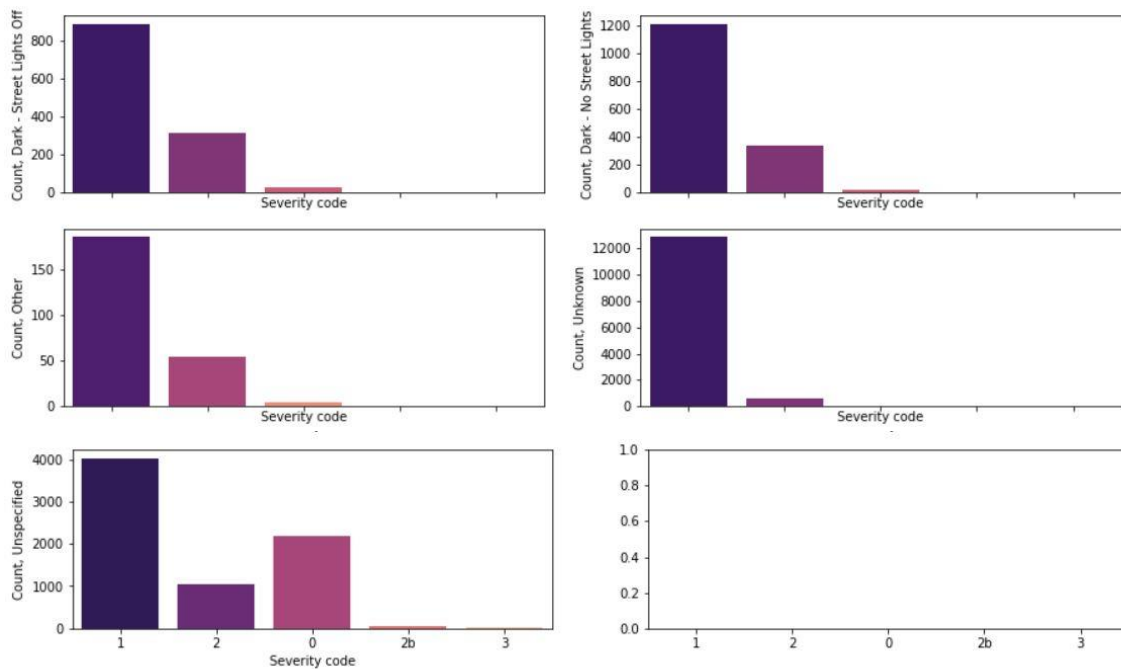 Count, Dark - Street Lights Off
800
600
400
200
0
Severity code
Count, Dark - No Street Lights
1200
1000
800
600
400
200
0
Severity code
Count, Other
150
100
50
0
Severity code
Count, Unknown
12000
10000
8000
6000
4000
2000
0
Severity code
Count, Unspecified
4000
3000
2000
1000
0
1 2 0 2b 3
Severity code
1.0
0.8
0.6
0.4
0.2
0.0
1 2 0 2b 3